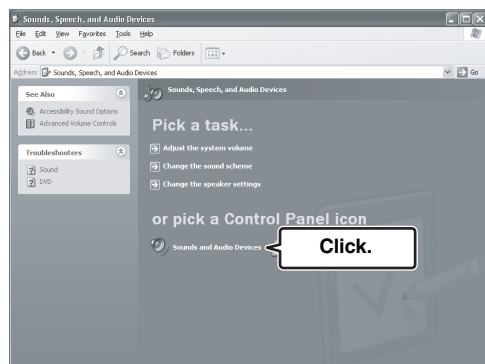 Sounds, Speech, and Audio Devices
File Edit View Favorites Tools Help
Back Search Folders
Address Sounds, Speech, and Audio Devices Go
See Also
Accessibility Sound Options
Advanced Volume Controls
Troubleshooters
Sound
DVD
Sounds, Speech, and Audio Devices
Pick a task...
Adjust the system volume
Change the sound scheme
Change the speaker settings
or pick a Control Panel icon
Sounds and Audio Devices
Click.